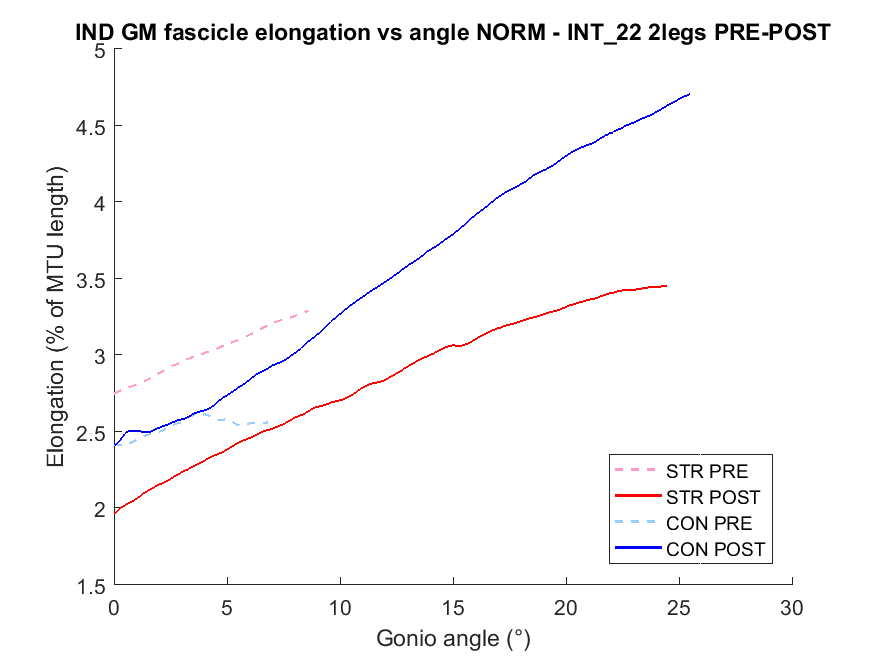 IND GM fascicle elongation vs angle NORM - INT_22 2legs PRE-POST
5
4.5
4
3.5
3
2.5
2
1.5
Elongation (% of MTU length)
STR PRE
STR POST
CON PRE
CON POST
0 5 10 15 20 25 30
Gonio angle (°)